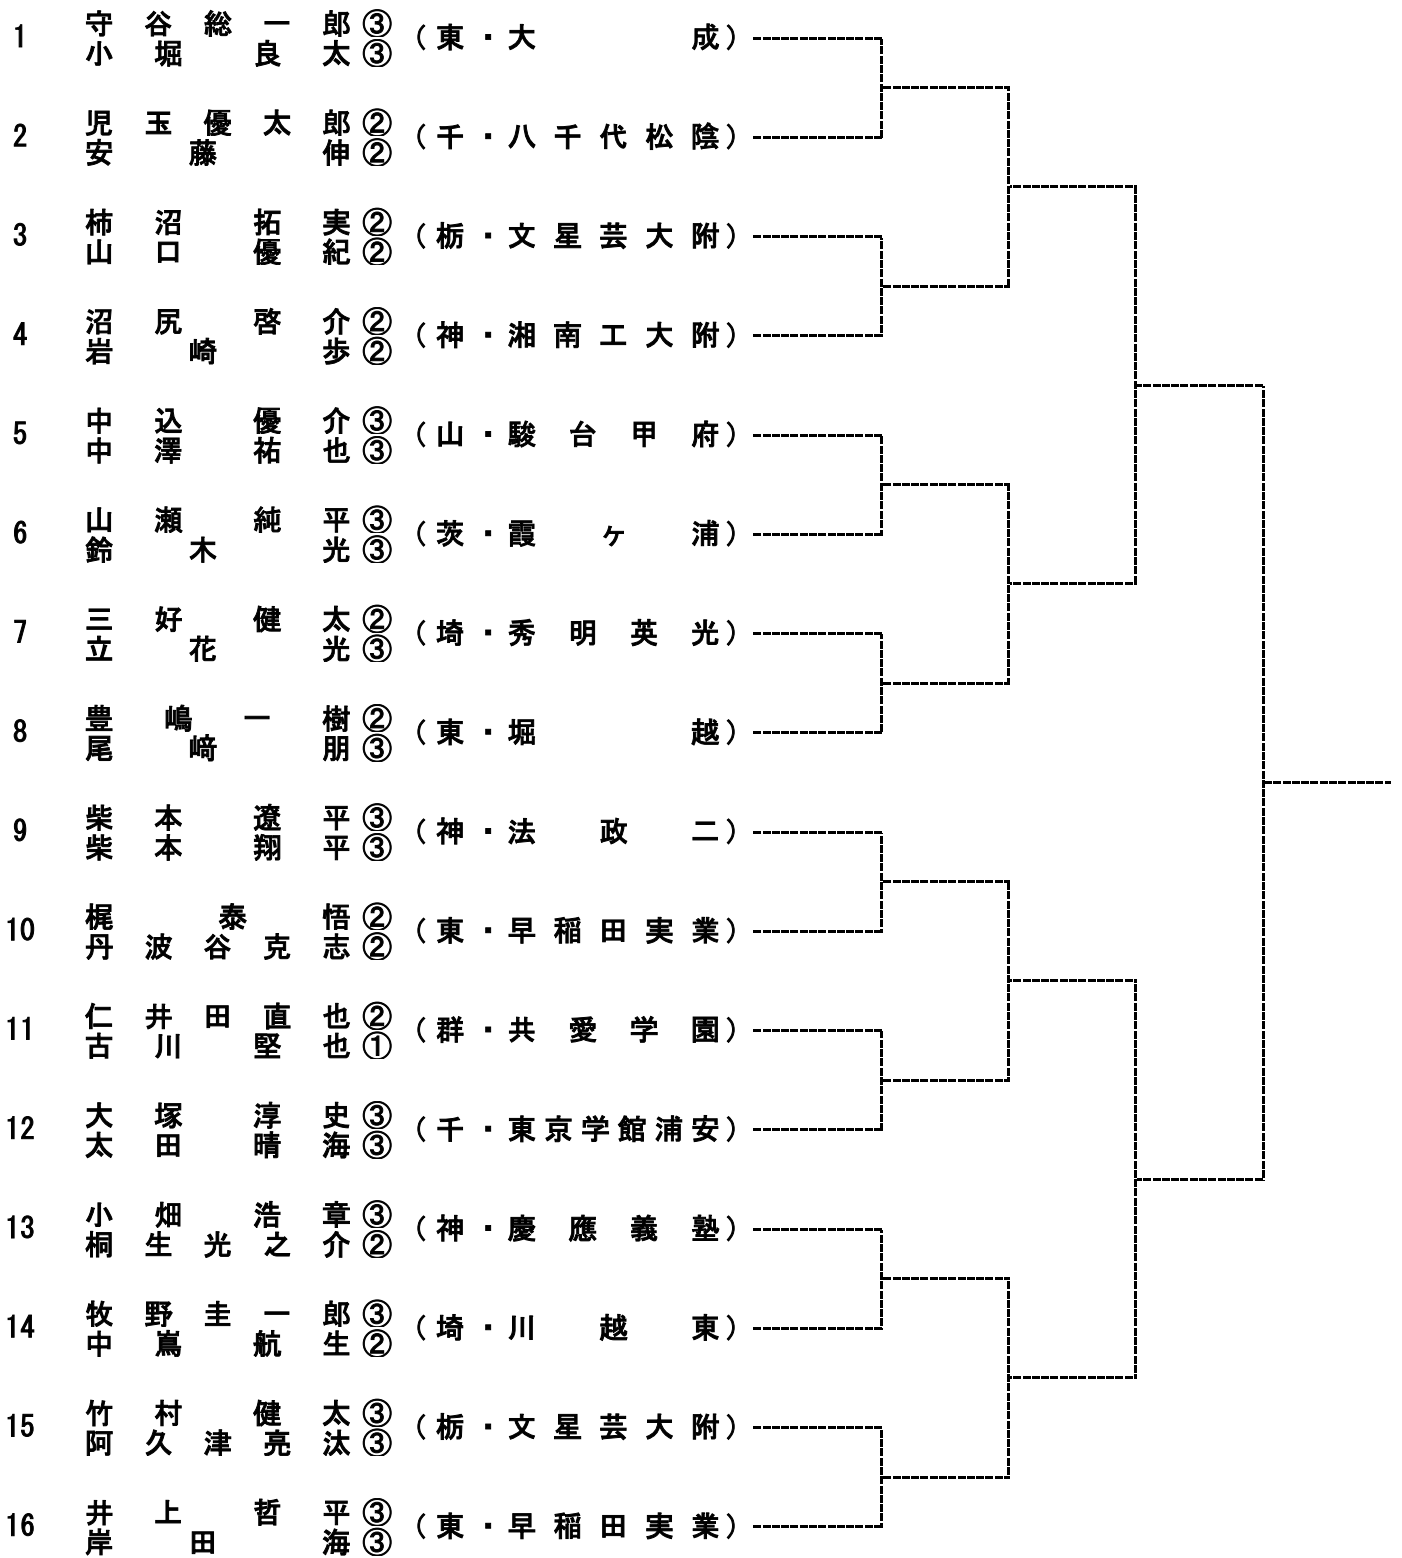 守谷総一郎③
1 (東・大成)
小堀良太③
児玉優太郎②
2 (千・八千代松陰)
安藤伸②
柿沼拓実②
3 (栃・文星芸大附)
山口優紀②
沼尻啓介②
4 (神・湘南工大附)
岩崎歩②
中込優介③
5 (山・駿台甲府)
中澤祐也③
山瀬純平③
6 (茨・霞ヶ浦)
鈴木光③
三好健太②
7 (埼・秀明英光)
立花光③
豊嶋一樹②
8 (東・堀越)
尾﨑朋③
柴本遼平③
9 (神・法政二)
柴本翔平③
梶泰悟②
10 (東・早稲田実業)
丹波谷克志②
仁井田直也②
11 (群・共愛学園)
古川堅也①
大塚淳史③
12 (千・東京学館浦安)
太田晴海③
小畑浩章③
13 (神・慶應義塾)
桐生光之介②
牧野圭一郎③
14 (埼・川越東)
中嶌航生②
竹村健太③
15 (栃・文星芸大附)
阿久津亮汰③
井上哲平③
16 (東・早稲田実業)
岸田海③